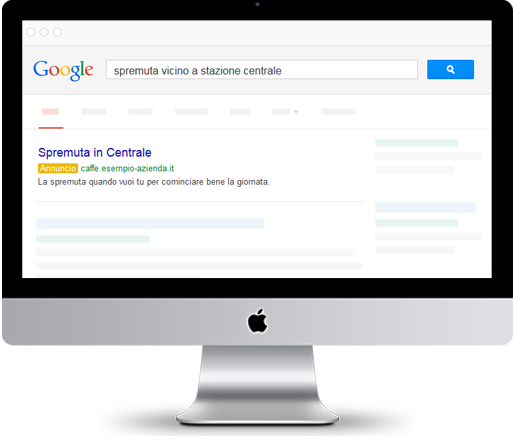 Google
spremuta vicino a stazione centrale
Spremuta in Centrale
Annuncio caffe.esempio-azienda.it
La spremuta quando vuoi tu per cominciare bene la giornata.